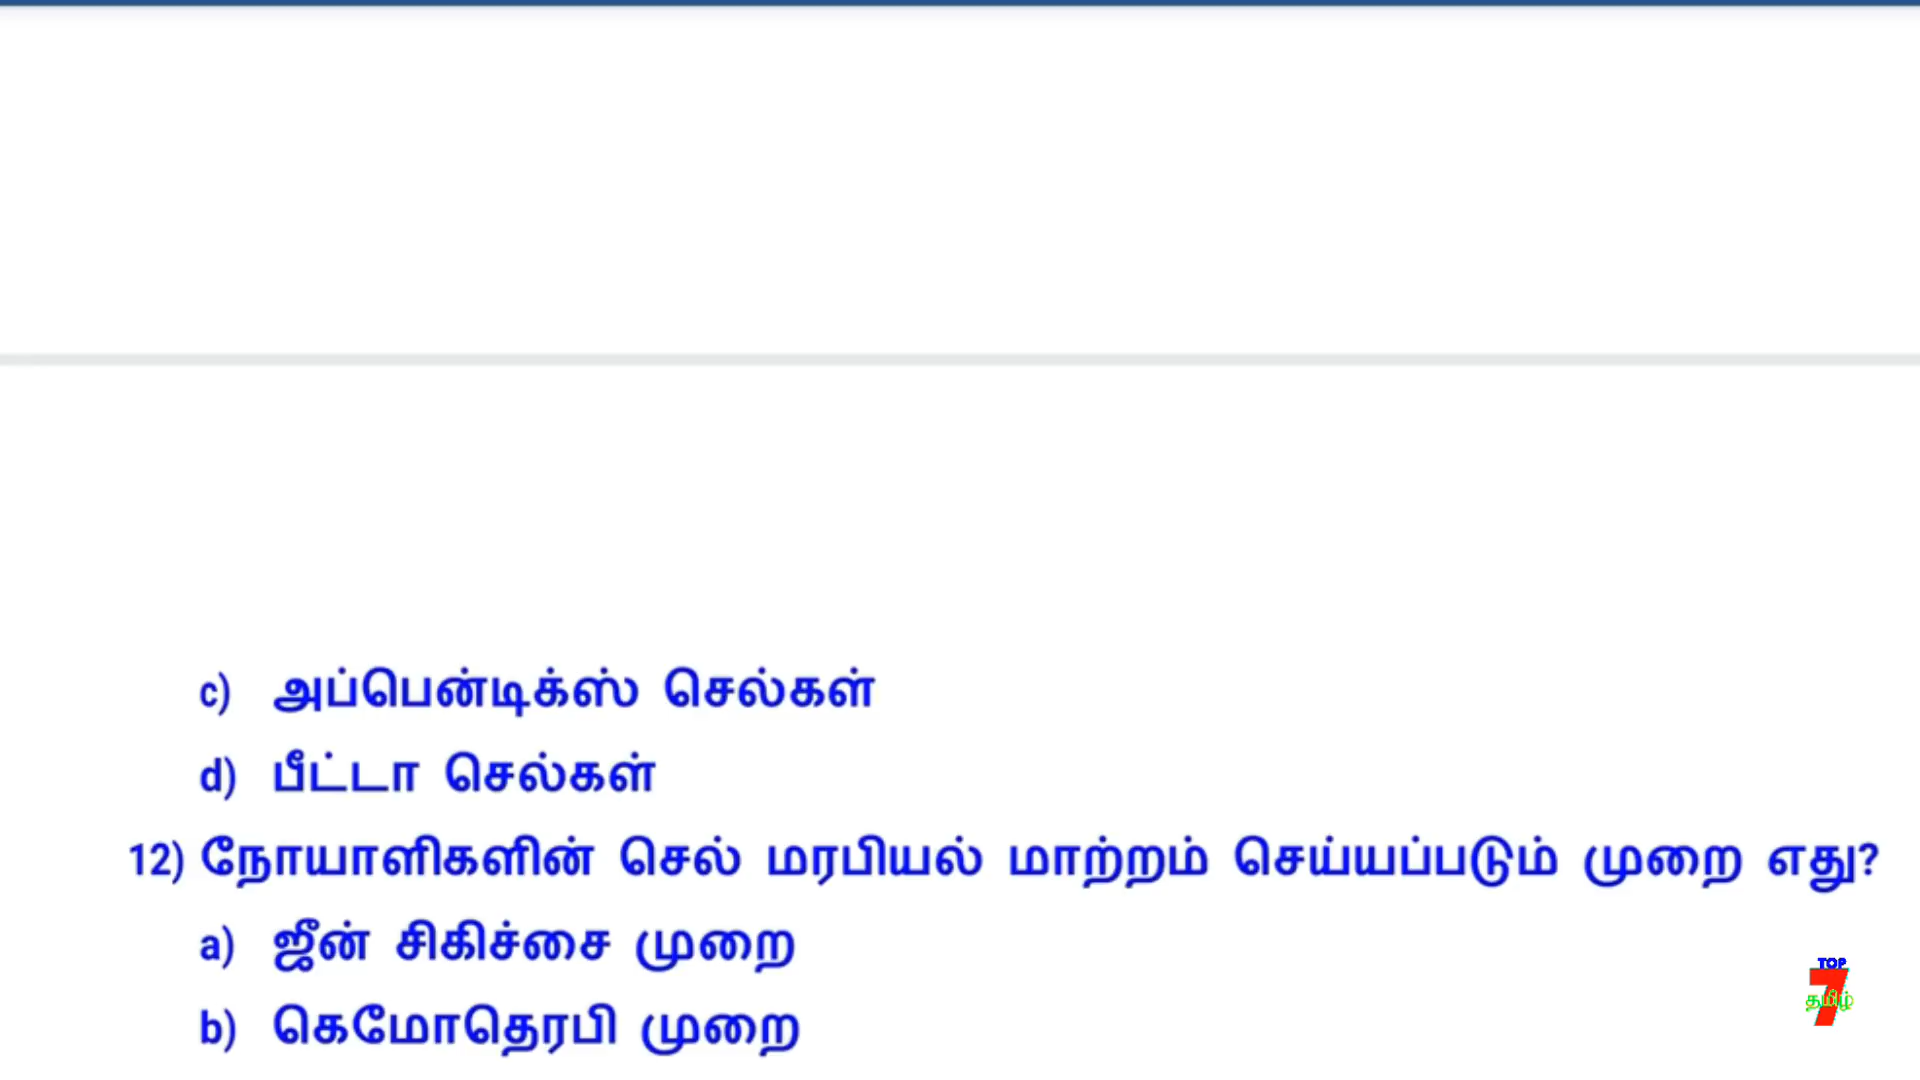 c) அப்பென்டிக்ஸ் செல்கள்
d) பீட்டா செல்கள்
12) நோயாளிகளின் செல் மரபியல் மாற்றம் செய்யப்படும் முறை எது?
a) ஜீன் சிகிச்சை முறை
b) கெமோதெரபி முறை
TOP
7
தமிழ்